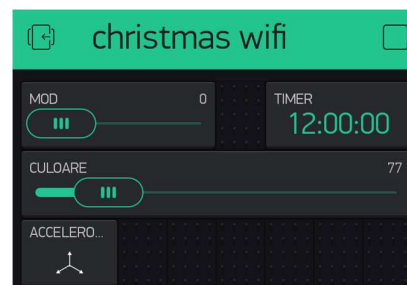 christmas wifi
MOD 0
TIMER
12:00:00
CULOARE 77
ACCELERO...